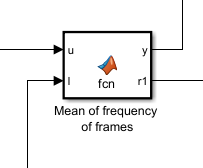 u y
fcn
l r1
Mean of frequency
of frames